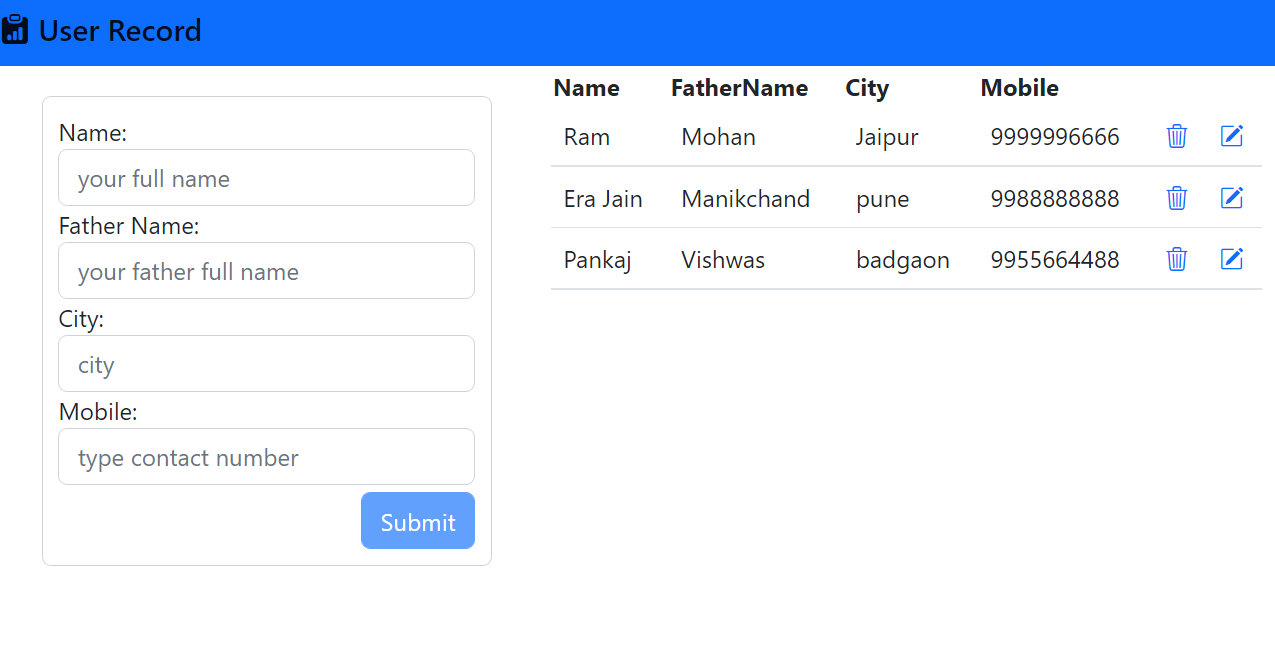 User Record
Name:
your full name
Father Name:
your father full name
City:
city
Mobile:
type contact number
Submit
Name FatherName City Mobile
Ram Mohan Jaipur 9999996666
Era Jain Manikchand pune 9988888888
Pankaj Vishwas badgaon 9955664488